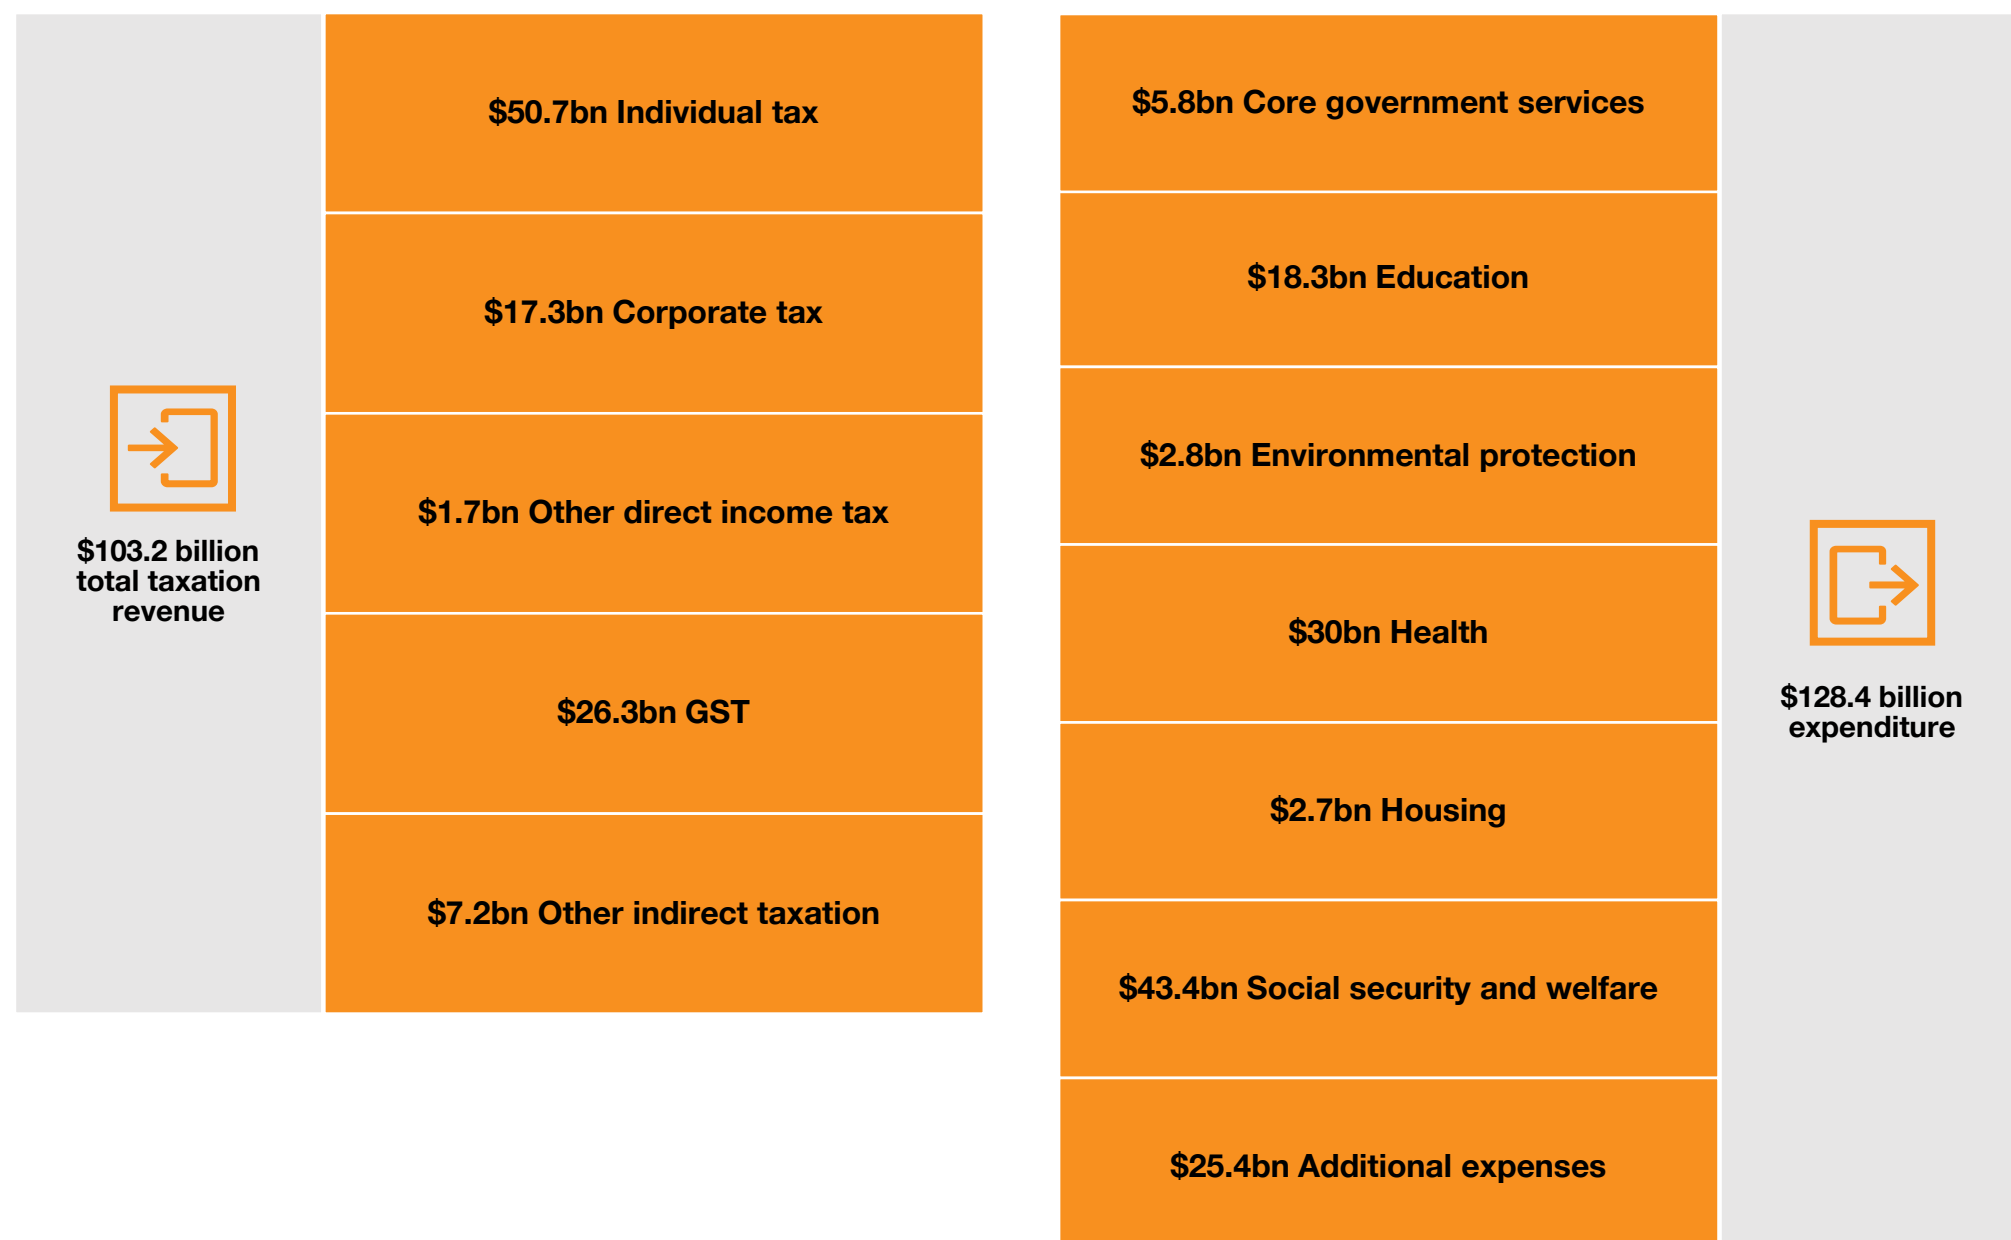 $103.2 billion
total taxation
revenue
$50.7bn Individual tax
$17.3bn Corporate tax
$1.7bn Other direct income tax
$26.3bn GST
$7.2bn Other indirect taxation
$5.8bn Core government services
$18.3bn Education
$2.8bn Environmental protection
$30bn Health
$2.7bn Housing
$43.4bn Social security and welfare
$25.4bn Additional expenses
$128.4 billion
expenditure